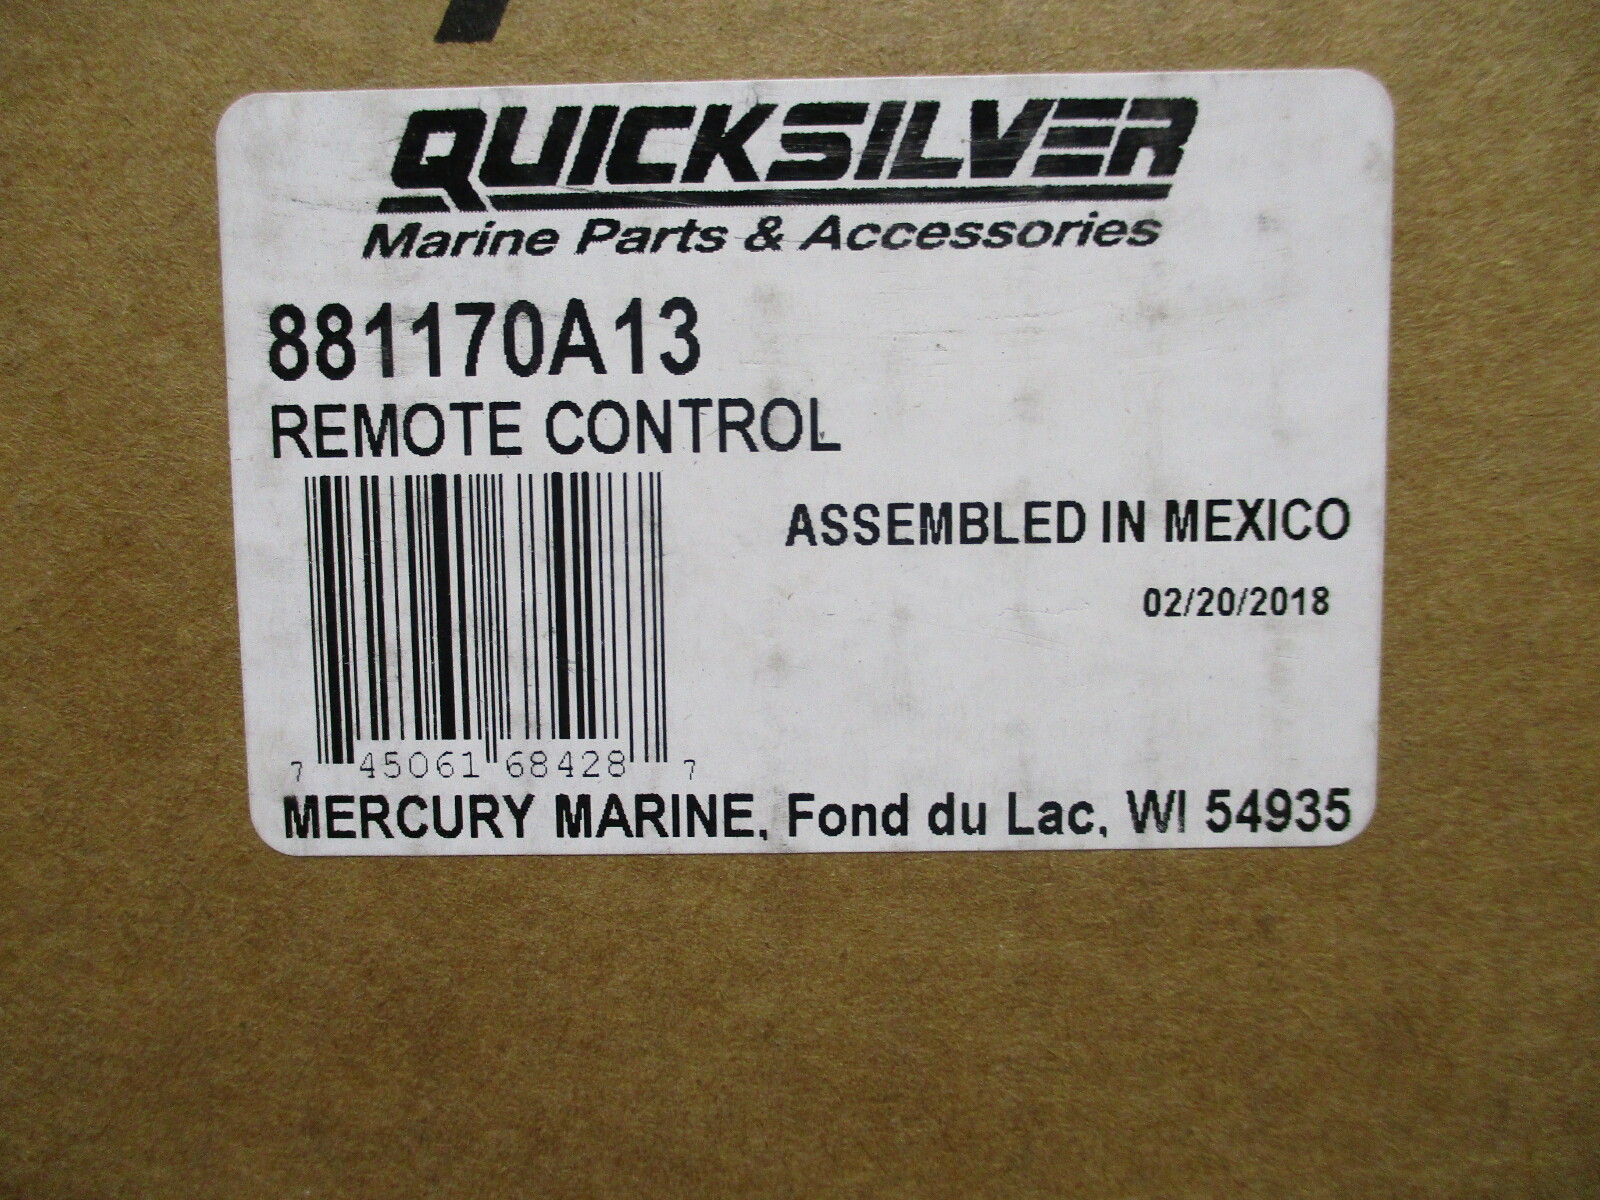 QUICKSILVER
Marine Parts & Accessories
881170A13
REMOTE CONTROL
ASSEMBLED IN MEXICO
02/20/2018
7 45061 68428 7
MERCURY MARINE, Fond du Lac, WI 54935